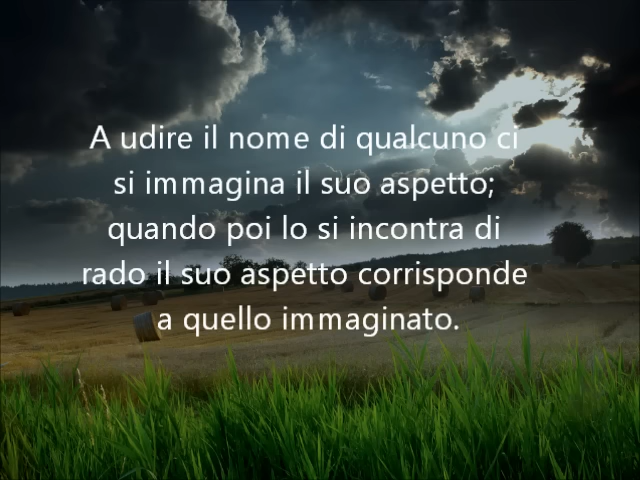 A udire il nome di qualcuno ci
si immagina il suo aspetto;
quando poi lo si incontra di
rado il suo aspetto corrisponde
a quello immaginato.